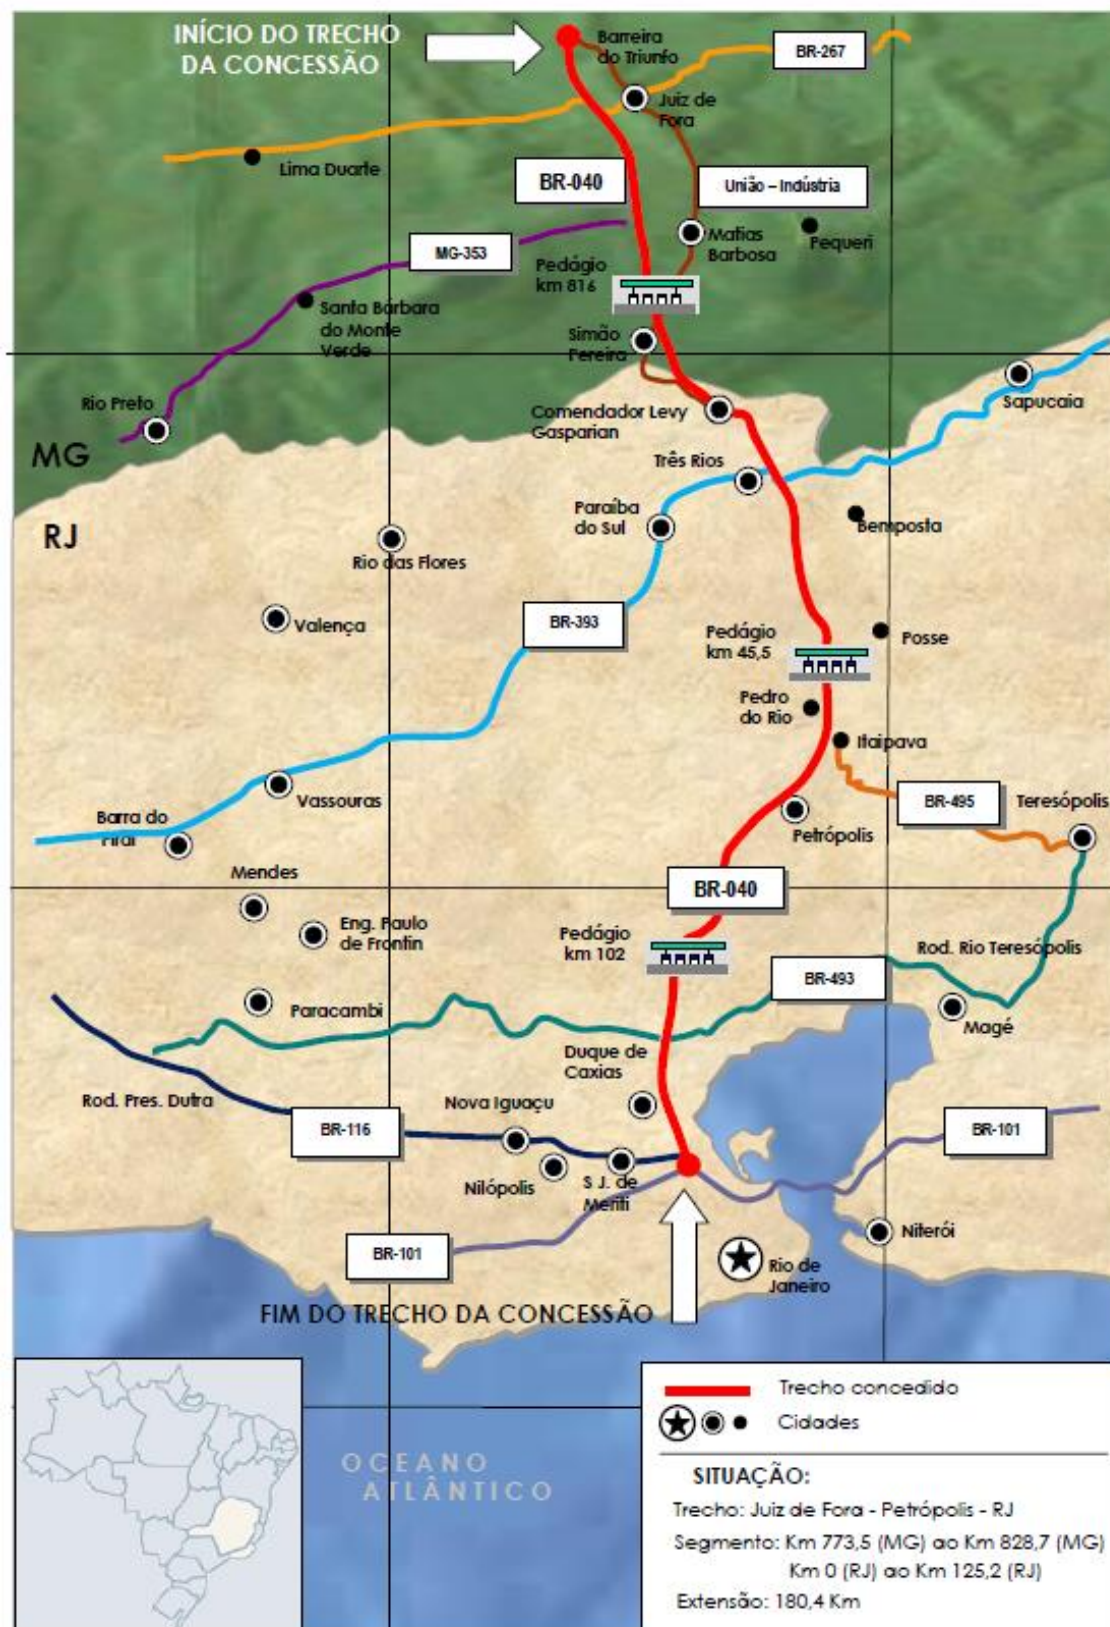 INÍCIO DO TRECHO
DA CONCESSÃO
Barreira
do Triunfo
BR-267
Juiz de
Fora
Lima Duarte
BR-040
União – Indústria
MG-353
Matias
Barbosa
Pequeri
Pedágio
km 816
Santa Bárbara
do Monte
Verde
Simão
Pereira
Rio Preto
Comendador Levy
Gasparian
Sapucaia
MG
Três Rios
RJ
Paraíba
do Sul
Bemposta
Rio das Flores
Valença
BR-393
Pedágio
km 45,5
Posse
Pedro
do Rio
Itaipava
Vassouras
BR-495
Teresópolis
Barra do
Piraí
Petrópolis
Mendes
BR-040
Eng. Paulo
de Frontin
Pedágio
km 102
Rod. Rio Teresópolis
BR-493
Paracambi
Magé
Duque de
Caxias
Rod. Pres. Dutra
Nova Iguaçu
BR-116
BR-101
Nilópolis
S J. de
Meriti
BR-101
Niterói
Rio de
Janeiro
FIM DO TRECHO DA CONCESSÃO
Trecho concedido
Cidades
OCEANO
ATLÂNTICO
SITUAÇÃO:
Trecho: Juiz de Fora - Petrópolis - RJ
Segmento: Km 773,5 (MG) ao Km 828,7 (MG)
Km 0 (RJ) ao Km 125,2 (RJ)
Extensão: 180,4 Km